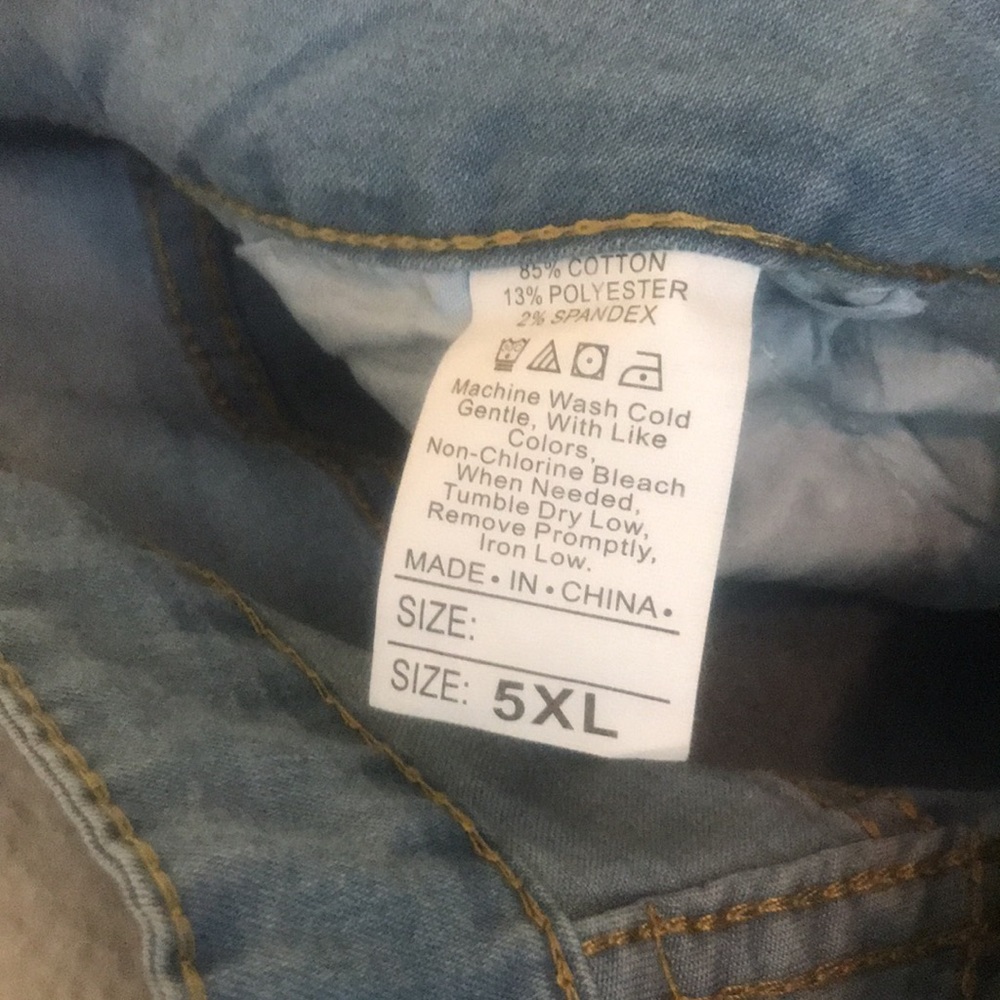 85% COTTON
13% POLYESTER
2% SPANDEX
Machine Wash Cold
Gentle, With Like
Colors,
Non-Chlorine Bleach
When Needed,
Tumble Dry Low,
Remove Promptly,
Iron Low.
MADE • IN • CHINA •
SIZE:
SIZE: 5XL